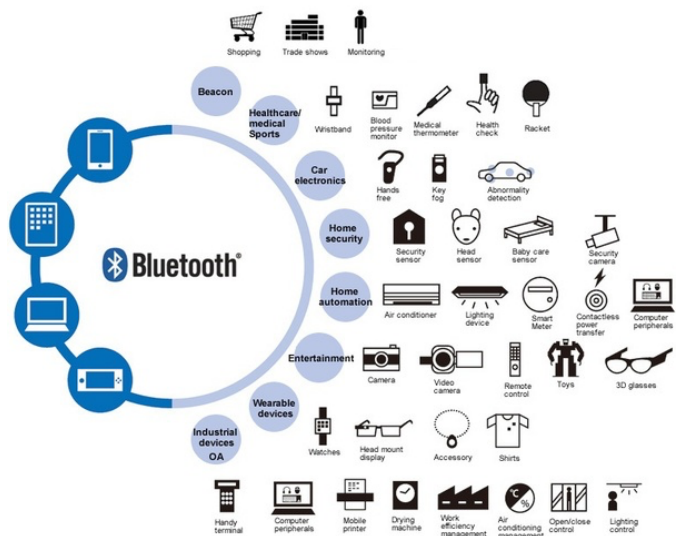 Shopping
Trade shows
Monitoring
Beacon
Healthcare/
medical
Sports
Wristband
Blood
pressure
monitor
Medical
thermometer
Health
check
Racket
Car
electronics
Hands
free
Key
fog
Abnormality
detection
Home
security
Security
sensor
Head
sensor
Baby care
sensor
Security
camera
Bluetooth®
Home
automation
Air conditioner
Lighting
device
Smart
Meter
Contactless
power
transfer
Computer
peripherals
Entertainment
Camera
Video
camera
Remote
control
Toys
3D glasses
Wearable
devices
Watches
Head mount
display
Accessory
Shirts
Industrial
devices
OA
Handy
terminal
Computer
peripherals
Mobile
printer
Drying
machine
Work
efficiency
management
°C
%
Air
conditioning
management
Open/close
control
Lighting
control